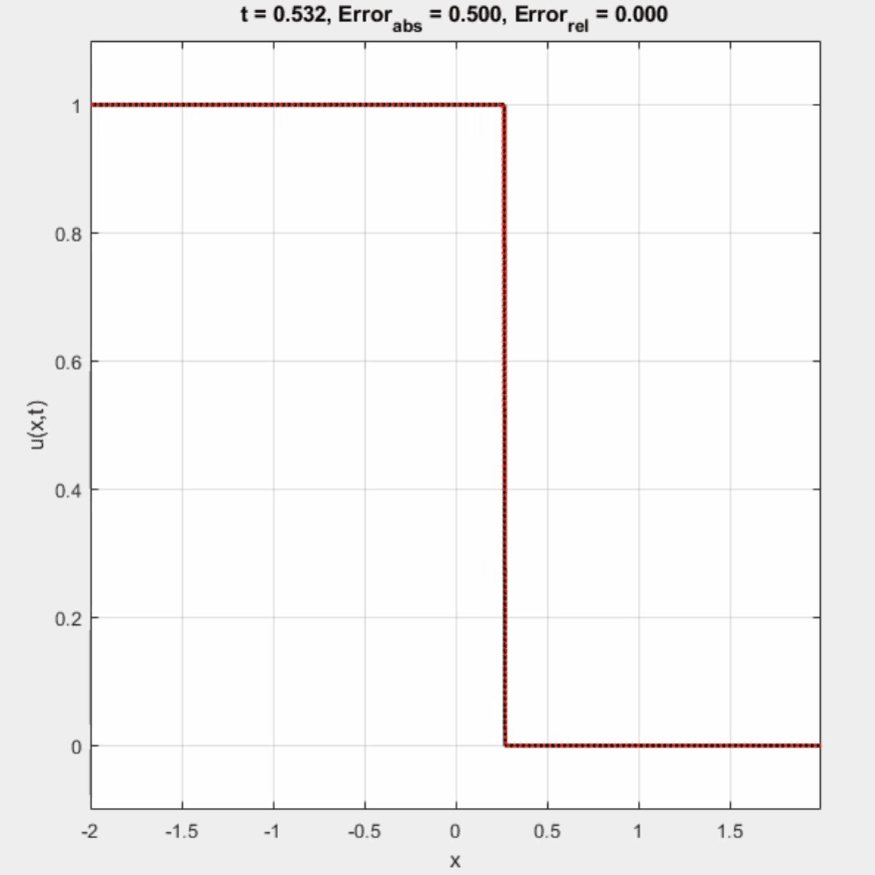 t = 0.532, Error_abs = 0.500, Error_rel = 0.000
1
0.8
0.6
0.4
0.2
0
u(x,t)
-2 -1.5 -1 -0.5 0 0.5 1 1.5
x